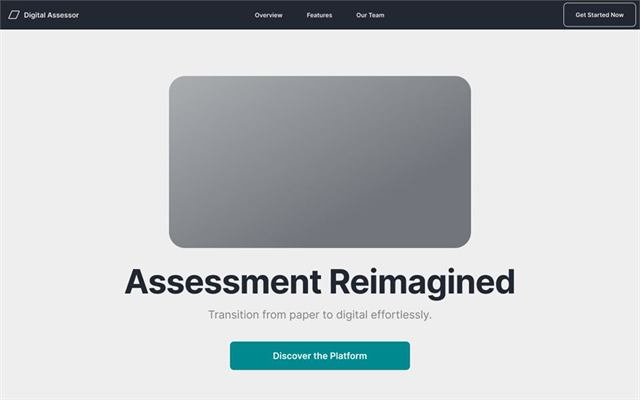 Digital Assessor
Overview
Features
Our Team
Get Started Now
Assessment Reimagined
Transition from paper to digital effortlessly.
Discover the Platform